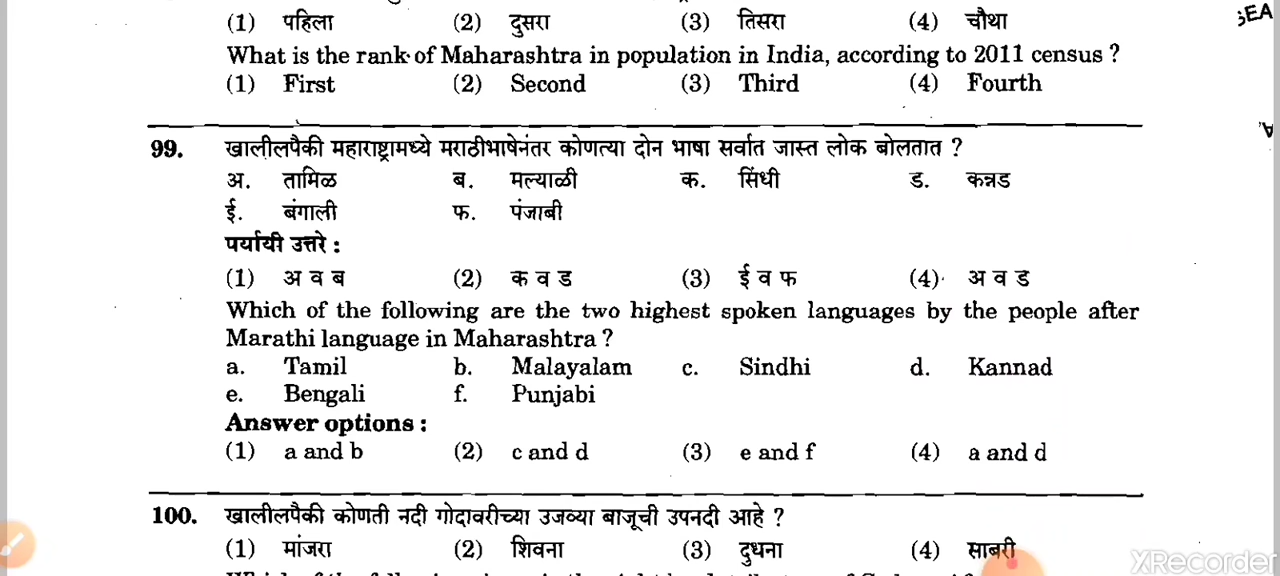 (1) पहिला (2) दुसरा (3) तिसरा (4) चौथा
What is the rank of Maharashtra in population in India, according to 2011 census ?
(1) First (2) Second (3) Third (4) Fourth
99. खालीलपैकी महाराष्ट्रामध्ये मराठीभाषेनंतर कोणत्या दोन भाषा सर्वात जास्त लोक बोलतात ?
अ. तामिळ ब. मल्याळी क. सिंधी ड. कन्नड
ई. बंगाली फ. पंजाबी
पर्यायी उत्तरे :
(1) अ व ब (2) क व ड (3) ई व फ (4) अ व ड
Which of the following are the two highest spoken languages by the people after
Marathi language in Maharashtra ?
a. Tamil b. Malayalam c. Sindhi d. Kannad
e. Bengali f. Punjabi
Answer options :
(1) a and b (2) c and d (3) e and f (4) a and d
100. खालीलपैकी कोणती नदी गोदावरीच्या उजव्या बाजूची उपनदी आहे ?
(1) मांजरा (2) शिवना (3) दुधना (4) साबरी
XRecorder